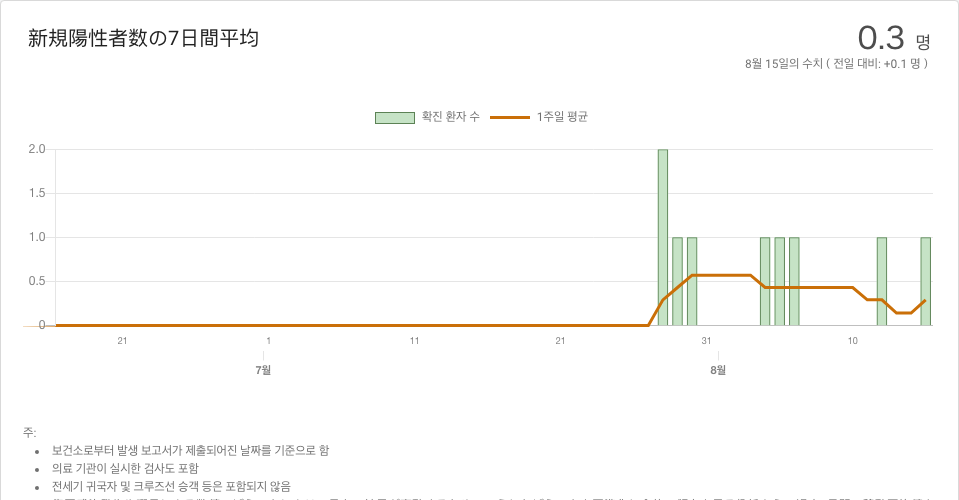 新規陽性者数の7日間平均
0.3 명
8월 15일의 수치 ( 전일 대비: +0.1 명 )
확진 환자 수 1주일 평균
2.0
1.5
1.0
0.5
0
21 1 11 21 31 10
7월 8월
주:
보건소로부터 발생 보고서가 제출되어진 날짜를 기준으로 함
의료 기관이 실시한 검사도 포함
전세기 귀국자 및 크루즈선 승객 등은 포함되지 않음